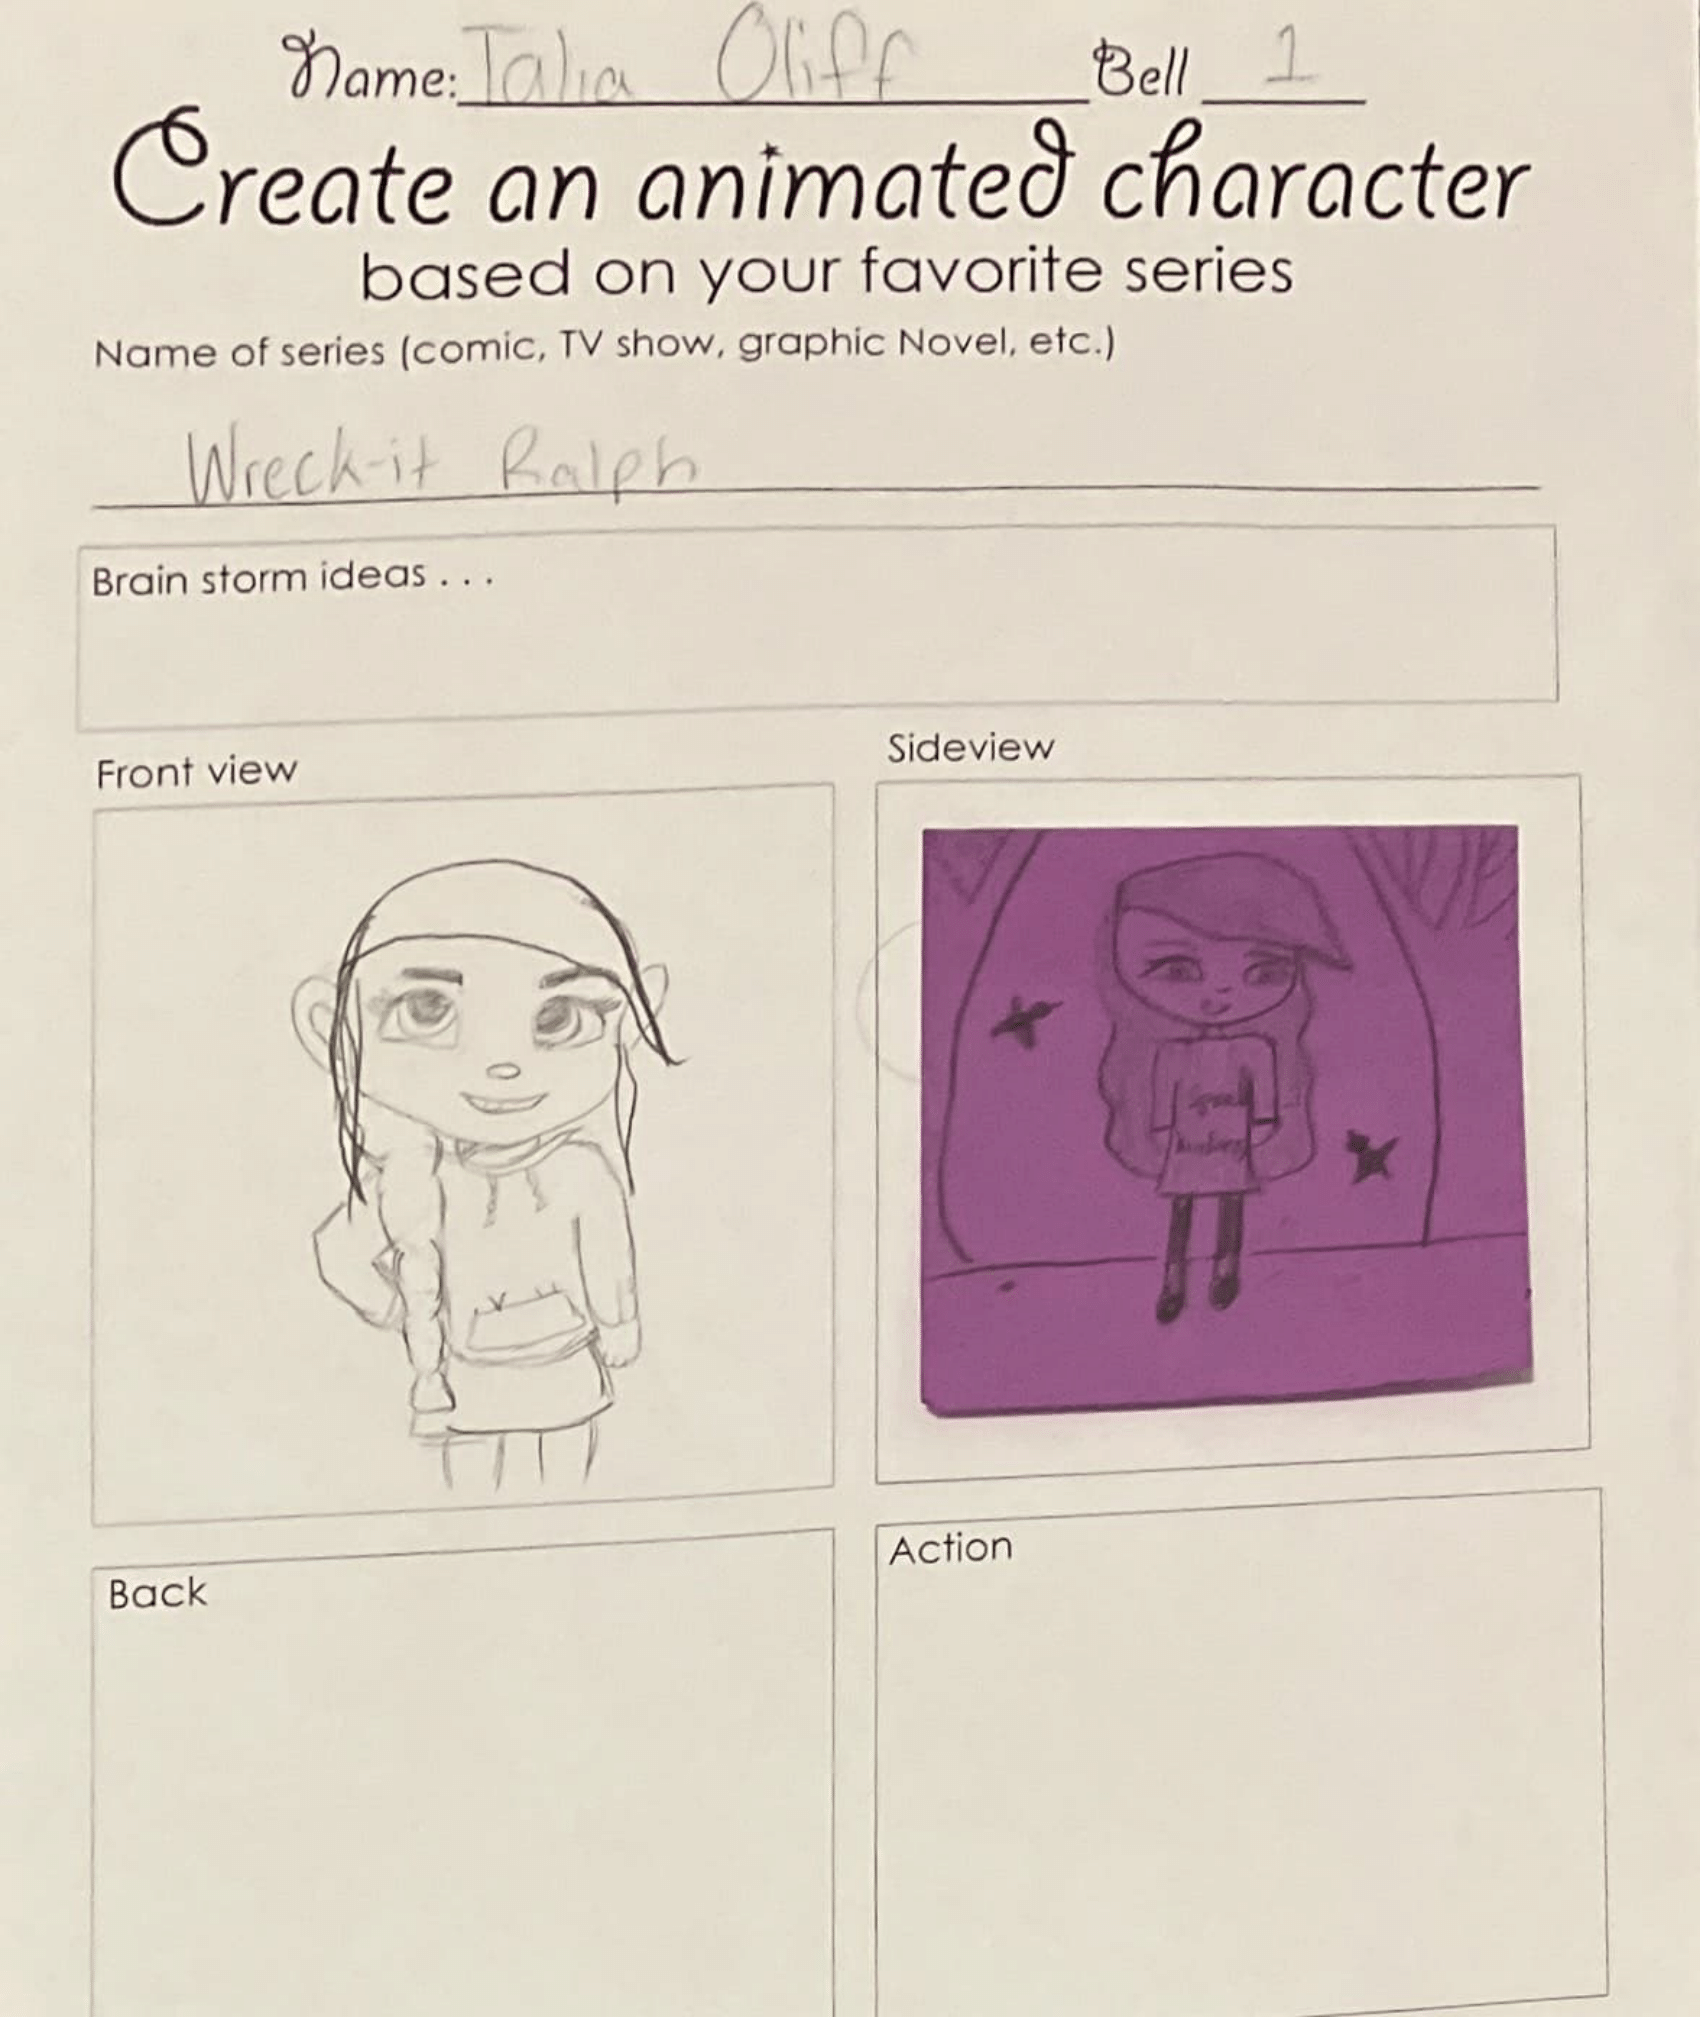 Name: Talia Oliff Bell 1
Create an animated character
based on your favorite series
Name of series (comic, TV show, graphic Novel, etc.)
Wreck-it Ralph
Brain storm ideas . . .
Front view
Sideview
Back
Action